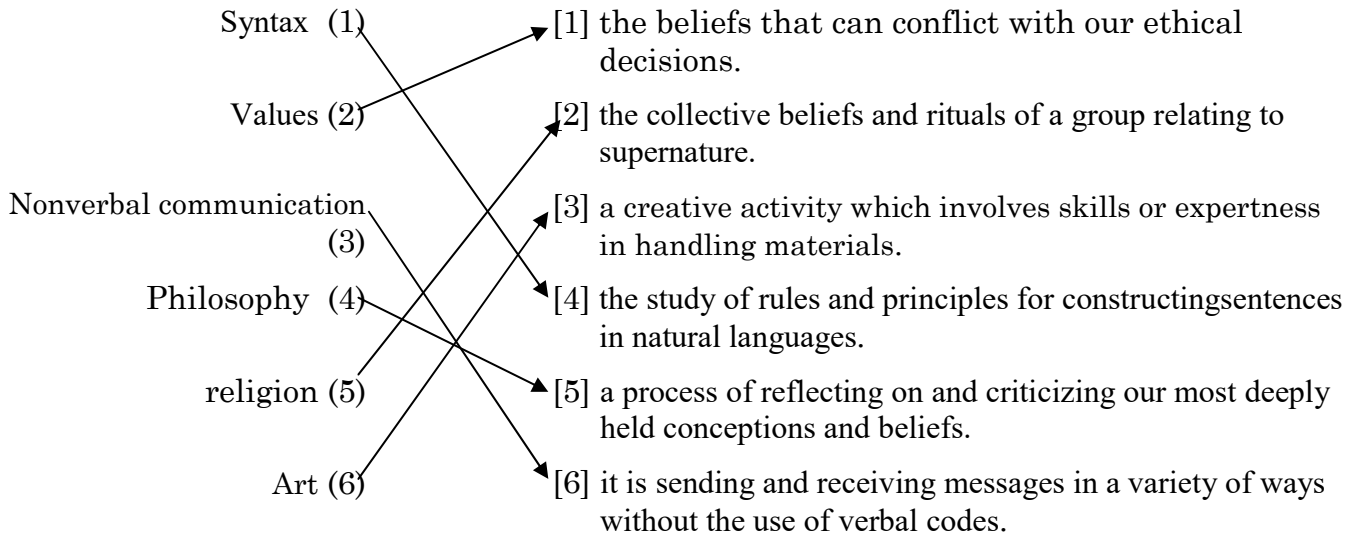 Syntax (1)
[1] the beliefs that can conflict with our ethical
decisions.
Values (2)
[2] the collective beliefs and rituals of a group relating to
supernature.
Nonverbal communication
(3)
[3] a creative activity which involves skills or expertness
in handling materials.
Philosophy (4)
[4] the study of rules and principles for constructingsentences
in natural languages.
religion (5)
[5] a process of reflecting on and criticizing our most deeply
held conceptions and beliefs.
Art (6)
[6] it is sending and receiving messages in a variety of ways
without the use of verbal codes.